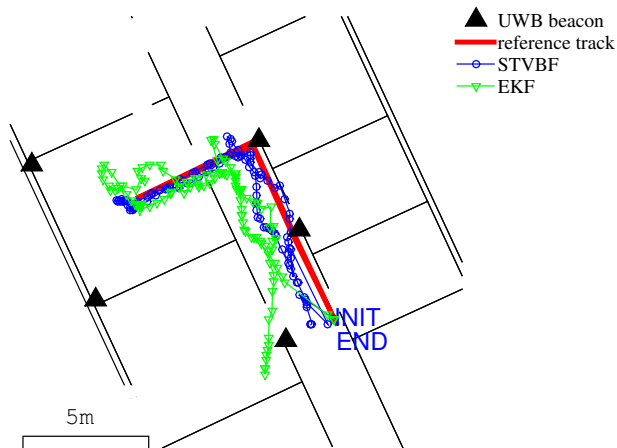 UWB beacon
reference track
STVBF
EKF
INIT
END
5m